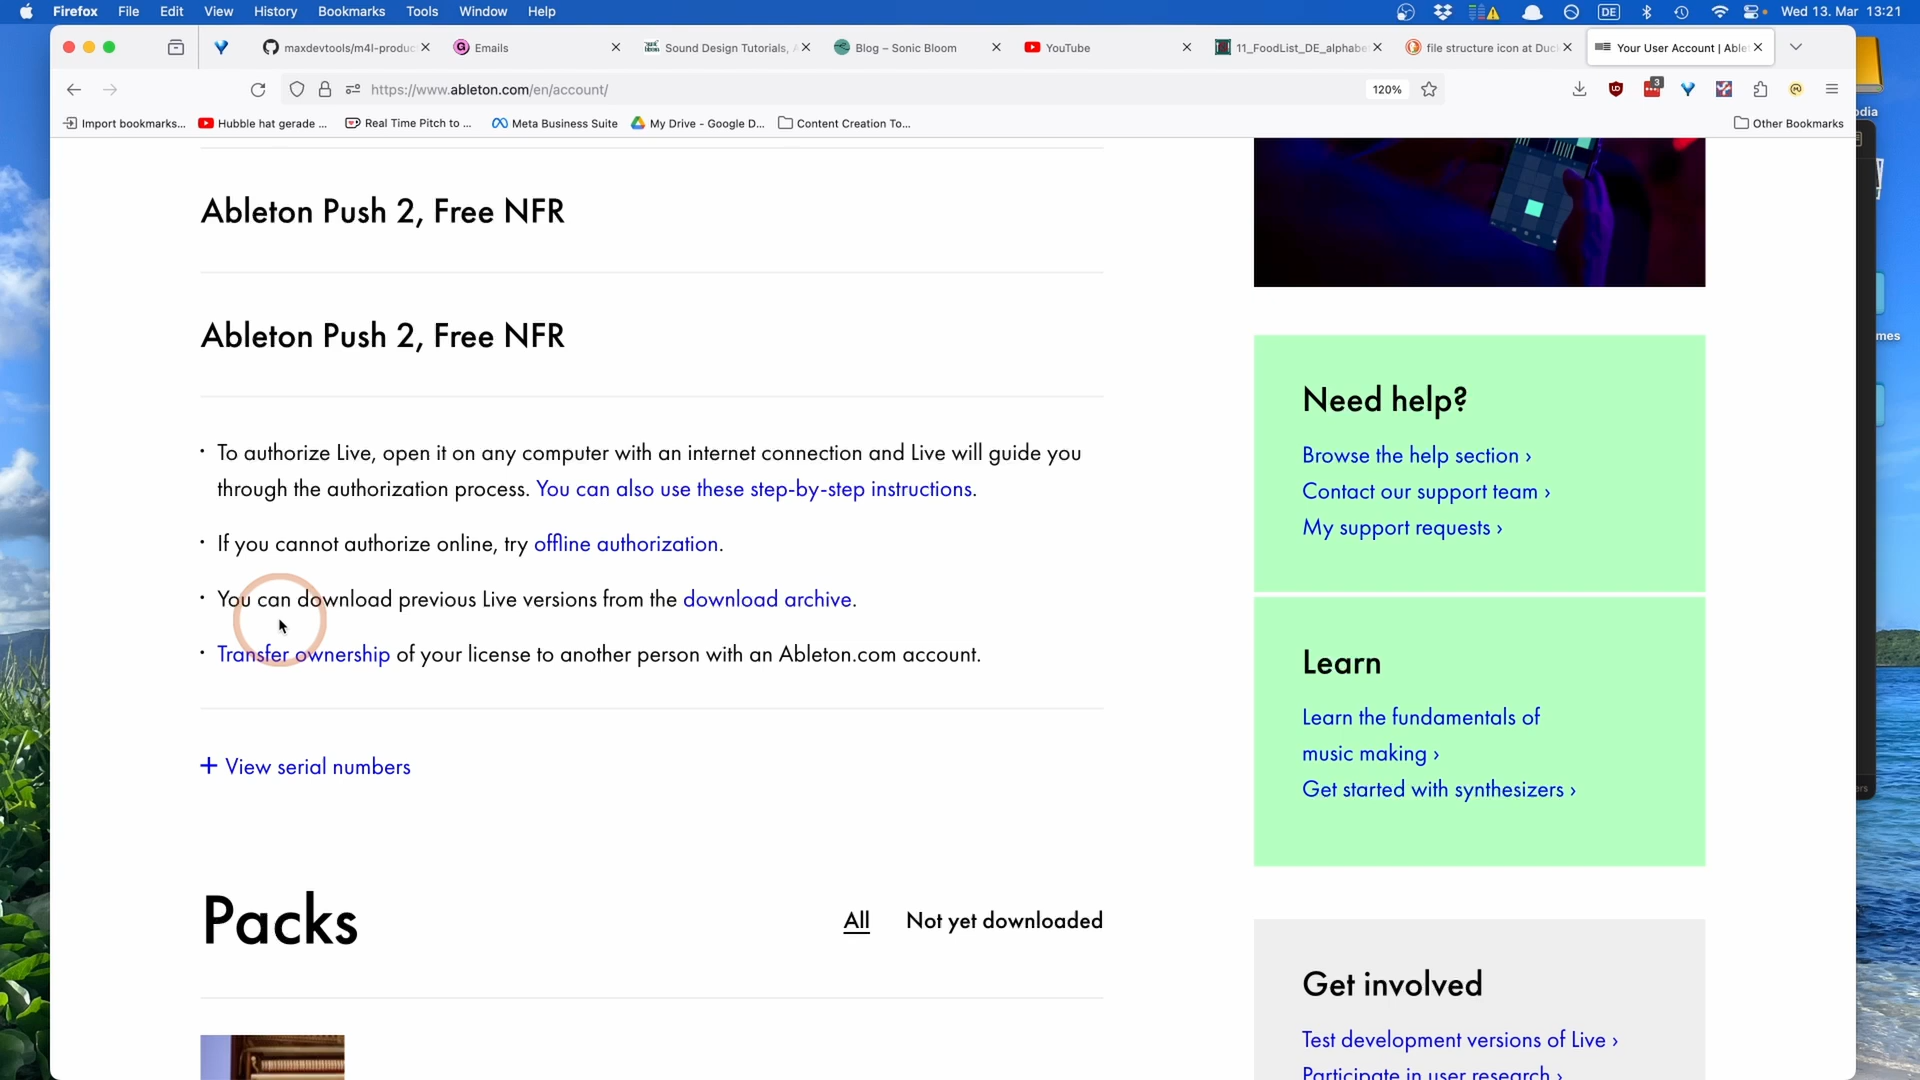 Firefox File Edit View History Bookmarks Tools Window Help
DE Wed 13. Mar 13:21
maxdevtools/m4l-produc
Emails
Sound Design Tutorials, A
Blog – Sonic Bloom
YouTube
11_FoodList_DE_alphabe
file structure icon at Duc
Your User Account | Able
https://www.ableton.com/en/account/
120%
3
Import bookmarks...
Hubble hat gerade ...
Real Time Pitch to ...
Meta Business Suite
My Drive - Google D...
Content Creation To...
Other Bookmarks
Ableton Push 2, Free NFR
Ableton Push 2, Free NFR
· To authorize Live, open it on any computer with an internet connection and Live will guide you
through the authorization process. You can also use these step-by-step instructions.
· If you cannot authorize online, try offline authorization.
· You can download previous Live versions from the download archive.
· Transfer ownership of your license to another person with an Ableton.com account.
+ View serial numbers
Packs
All Not yet downloaded
Need help?
Browse the help section ›
Contact our support team ›
My support requests ›
Learn
Learn the fundamentals of
music making ›
Get started with synthesizers ›
Get involved
Test development versions of Live ›
Participate in user research ›